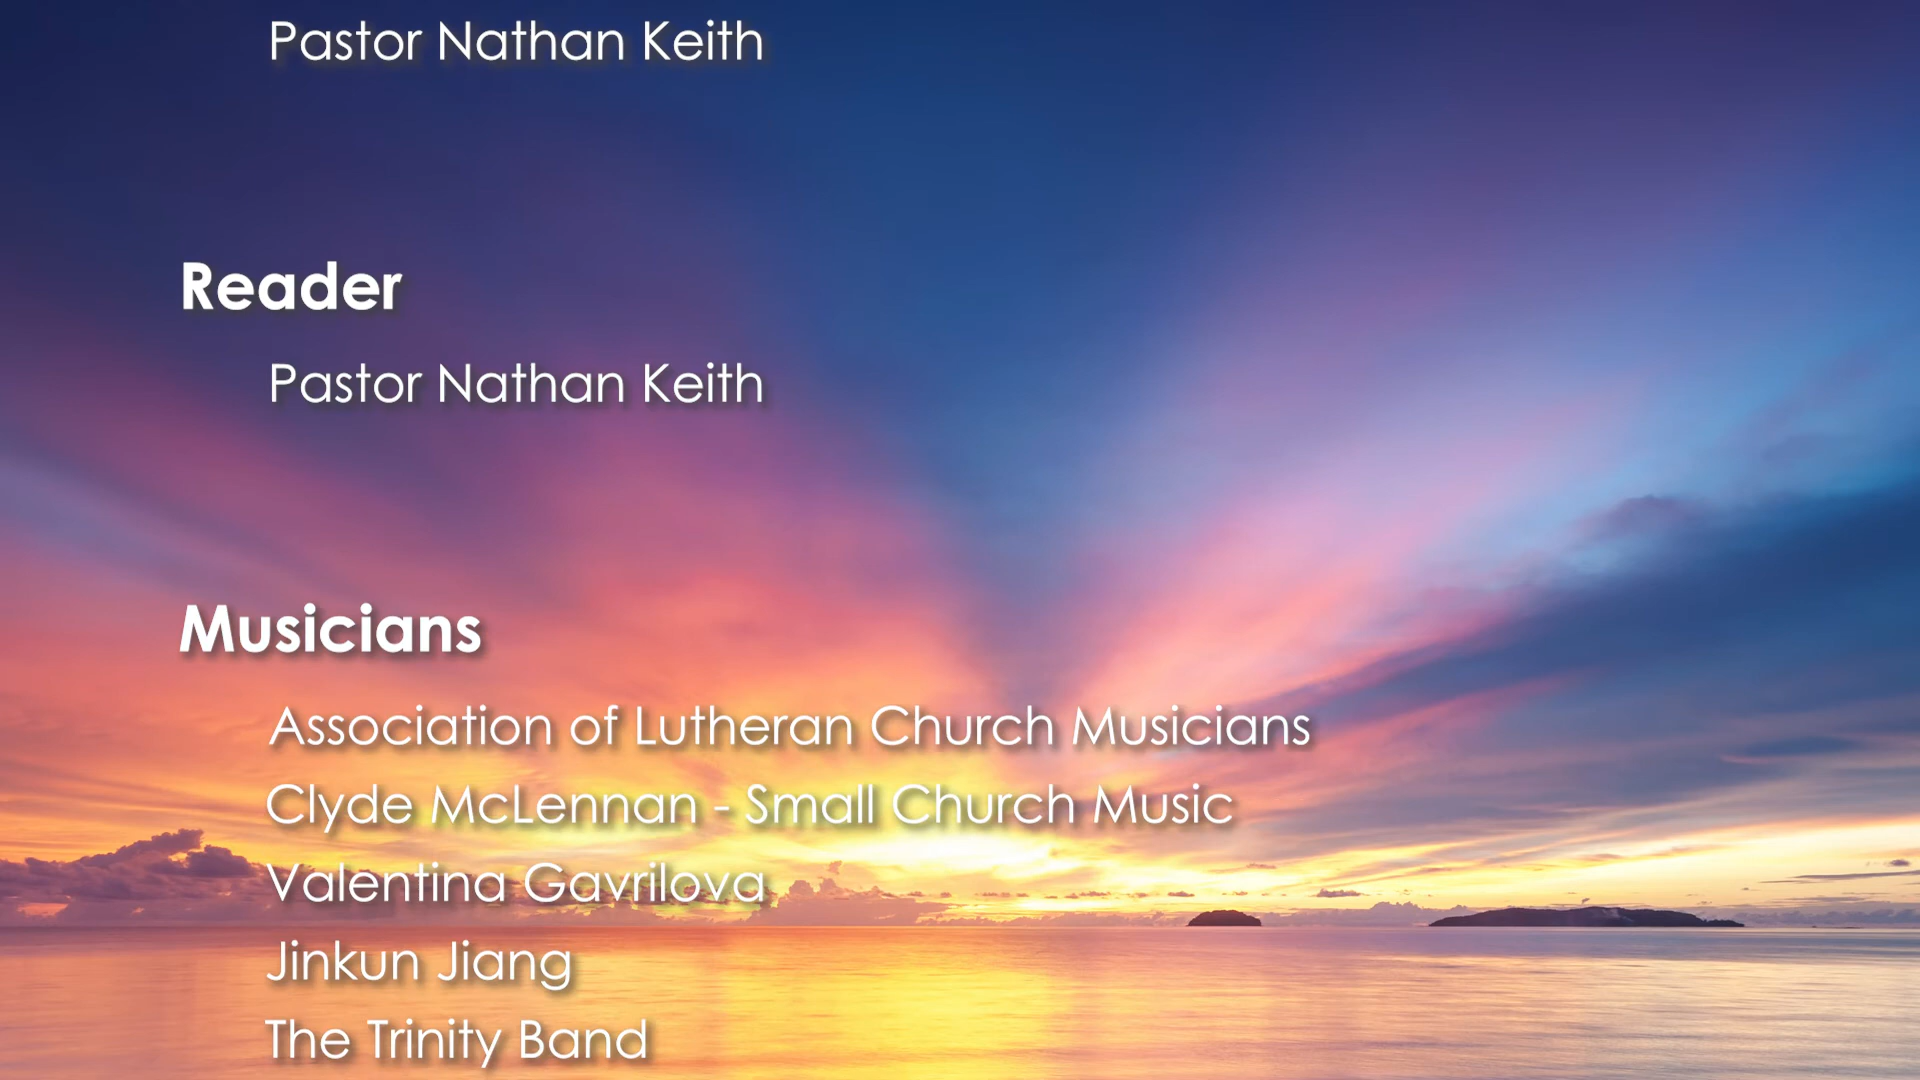 Pastor Nathan Keith
Reader
Pastor Nathan Keith
Musicians
Association of Lutheran Church Musicians
Clyde McLennan - Small Church Music
Valentina Gavrilova
Jinkun Jiang
The Trinity Band